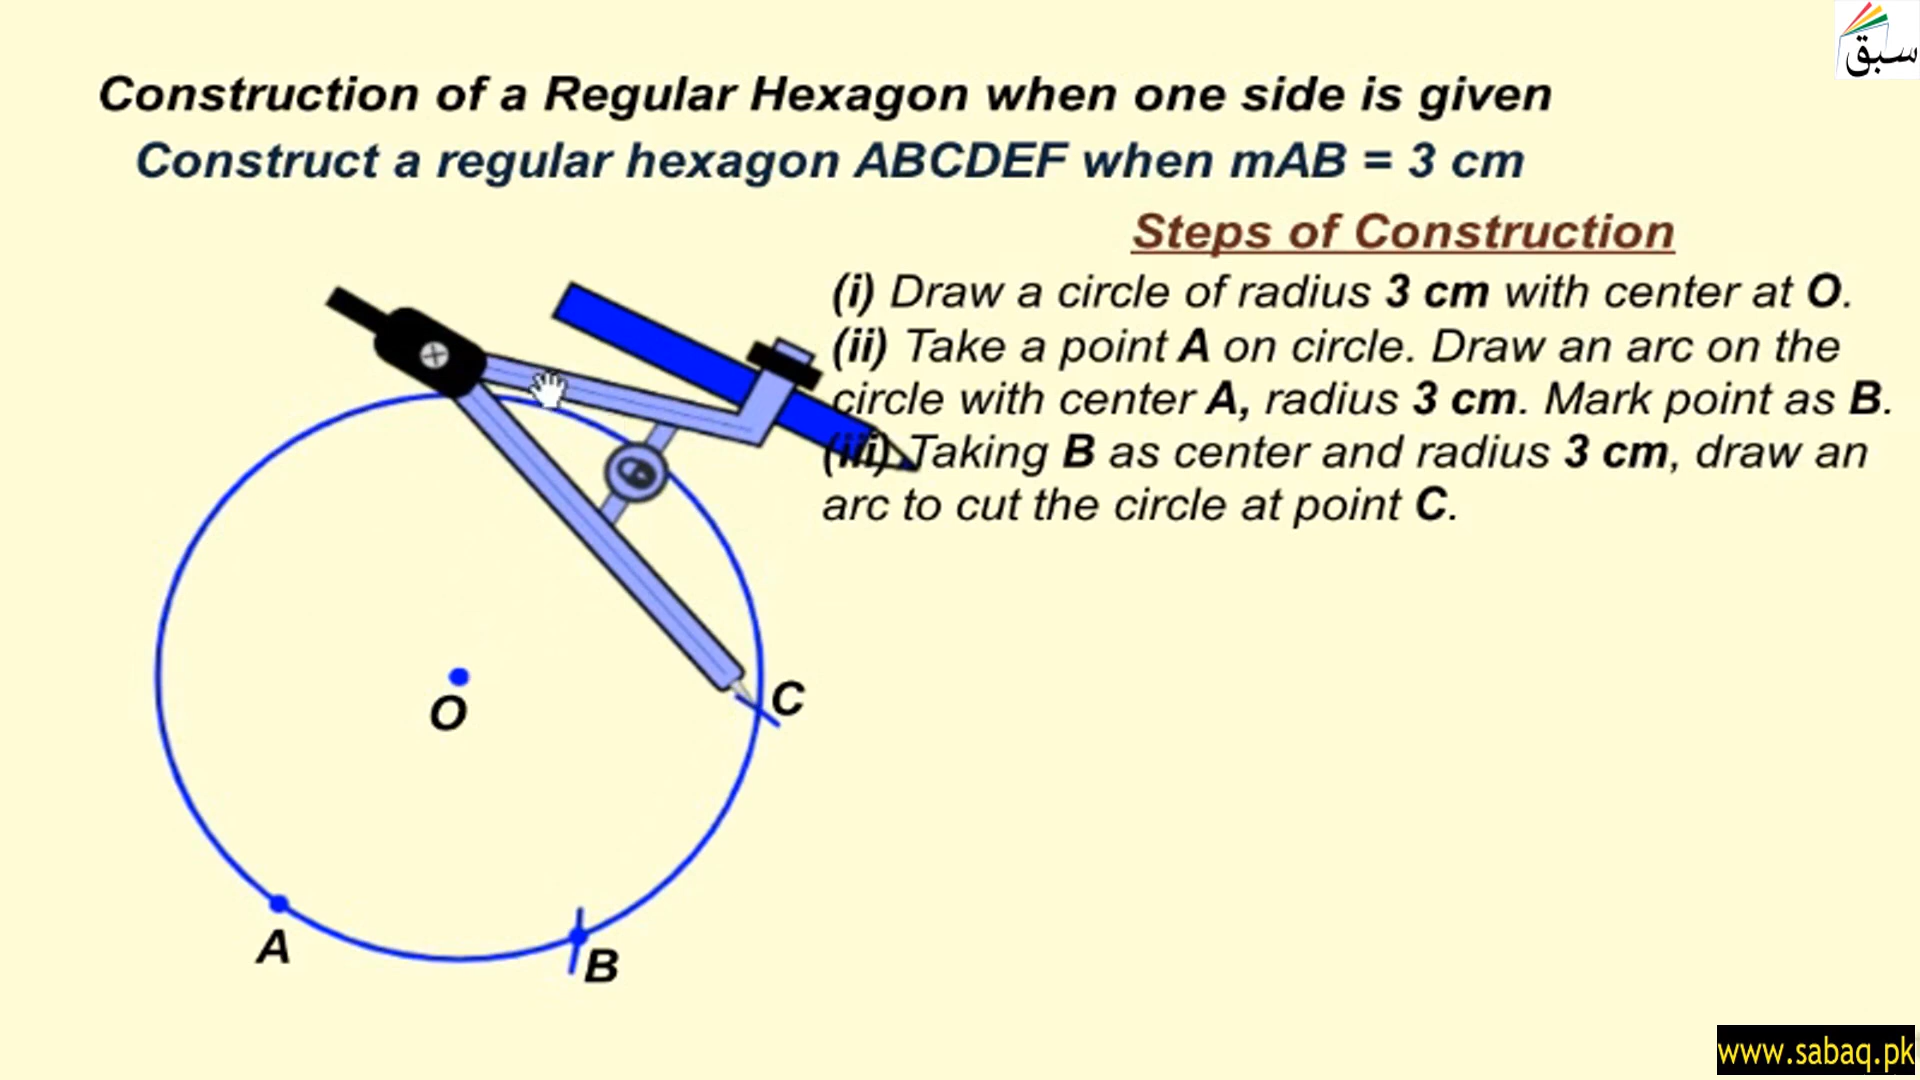 سبق
Construction of a Regular Hexagon when one side is given
Construct a regular hexagon ABCDEF when mAB = 3 cm
Steps of Construction
(i) Draw a circle of radius 3 cm with center at O.
(ii) Take a point A on circle. Draw an arc on the
circle with center A, radius 3 cm. Mark point as B.
(iii) Taking B as center and radius 3 cm, draw an
arc to cut the circle at point C.
O
C
A
B
www.sabaq.pk